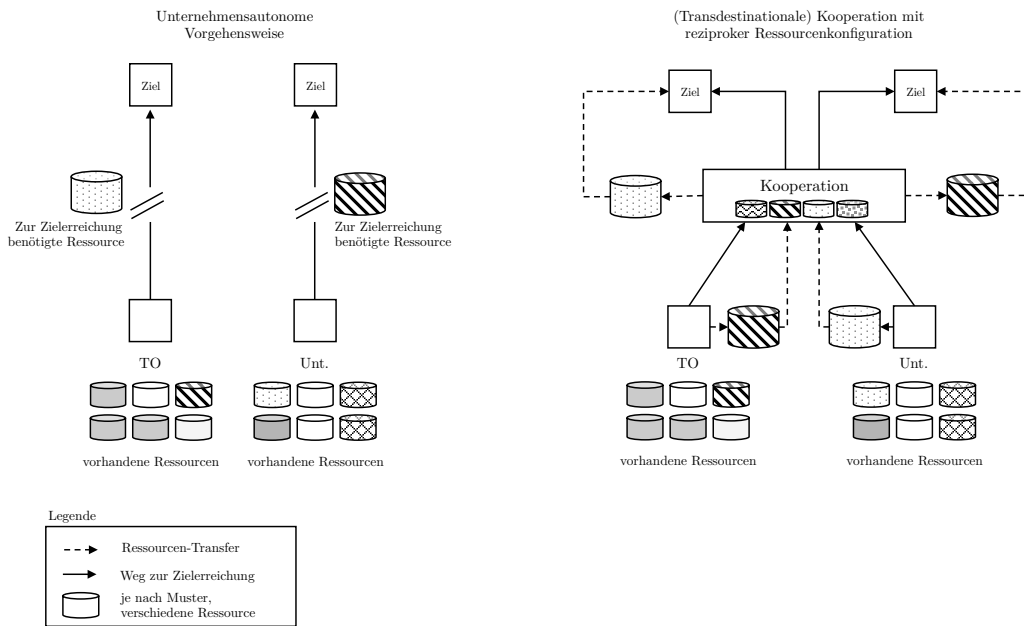 Unternehmensautonome
Vorgehensweise
Ziel
Ziel
Zur Zielerreichung
benötigte Ressource
Zur Zielerreichung
benötigte Ressource
TO
Unt.
vorhandene Ressourcen
vorhandene Ressourcen
(Transdestinationale) Kooperation mit
reziproker Ressourcenkonfiguration
Ziel
Ziel
Kooperation
TO
Unt.
vorhandene Ressourcen
vorhandene Ressourcen
Legende
Ressourcen-Transfer
Weg zur Zielerreichung
je nach Muster,
verschiedene Ressource